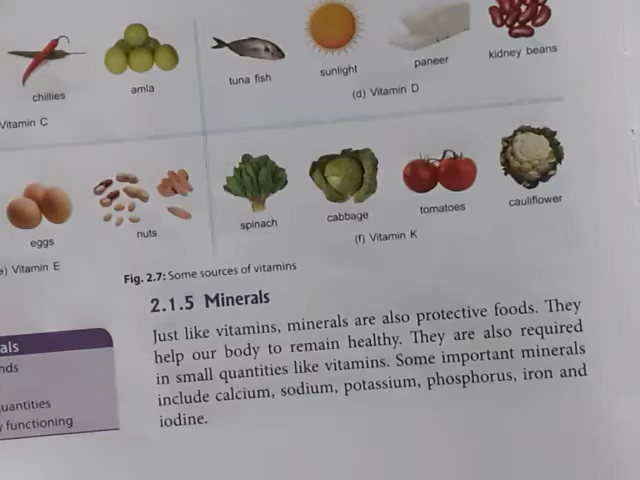 chillies
amla
Vitamin C
tuna fish
sunlight
paneer
kidney beans
(d) Vitamin D
eggs
nuts
) Vitamin E
spinach
cabbage
tomatoes
cauliflower
(f) Vitamin K
Fig. 2.7: Some sources of vitamins
2.1.5 Minerals
Just like vitamins, minerals are also protective foods. They
help our body to remain healthy. They are also required
in small quantities like vitamins. Some important minerals
include calcium, sodium, potassium, phosphorus, iron and
iodine.
als
nds
uantities
functioning